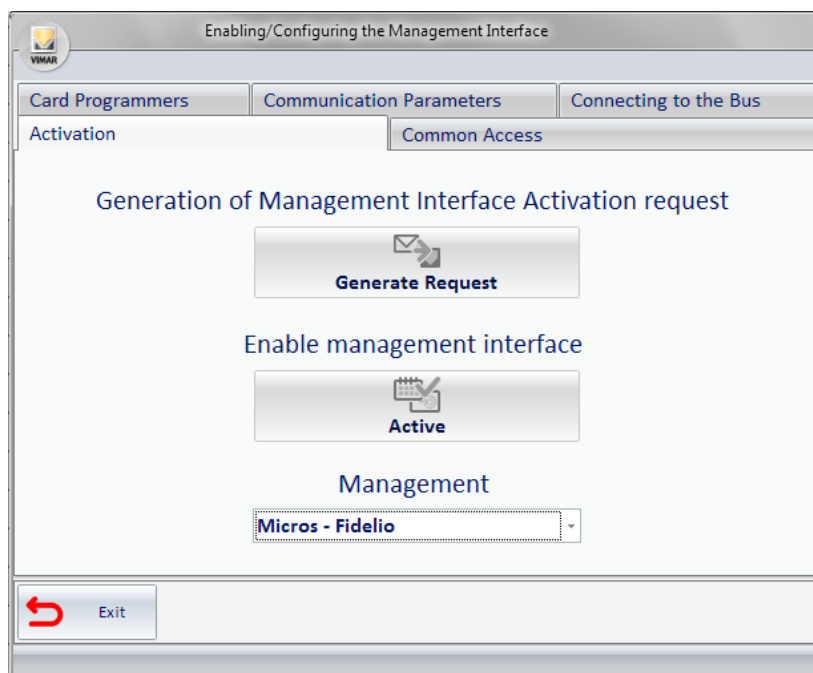 Enabling/Configuring the Management Interface
VIMAR
Card Programmers
Communication Parameters
Connecting to the Bus
Activation
Common Access
Generation of Management Interface Activation request
Generate Request
Enable management interface
Active
Management
Micros - Fidelio
Exit